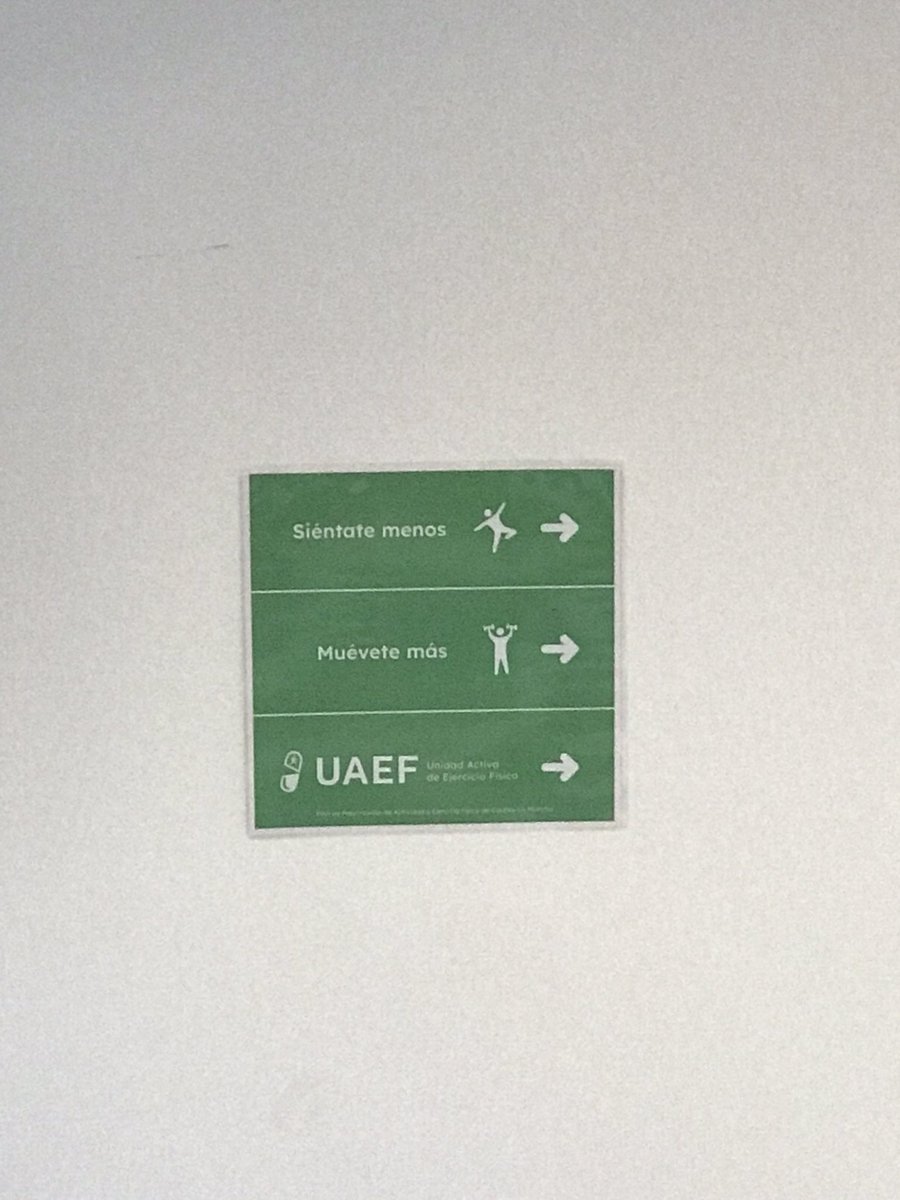 Siéntate menos
Muévete más
UAEF
Unidad Activa
de Ejercicio Físico